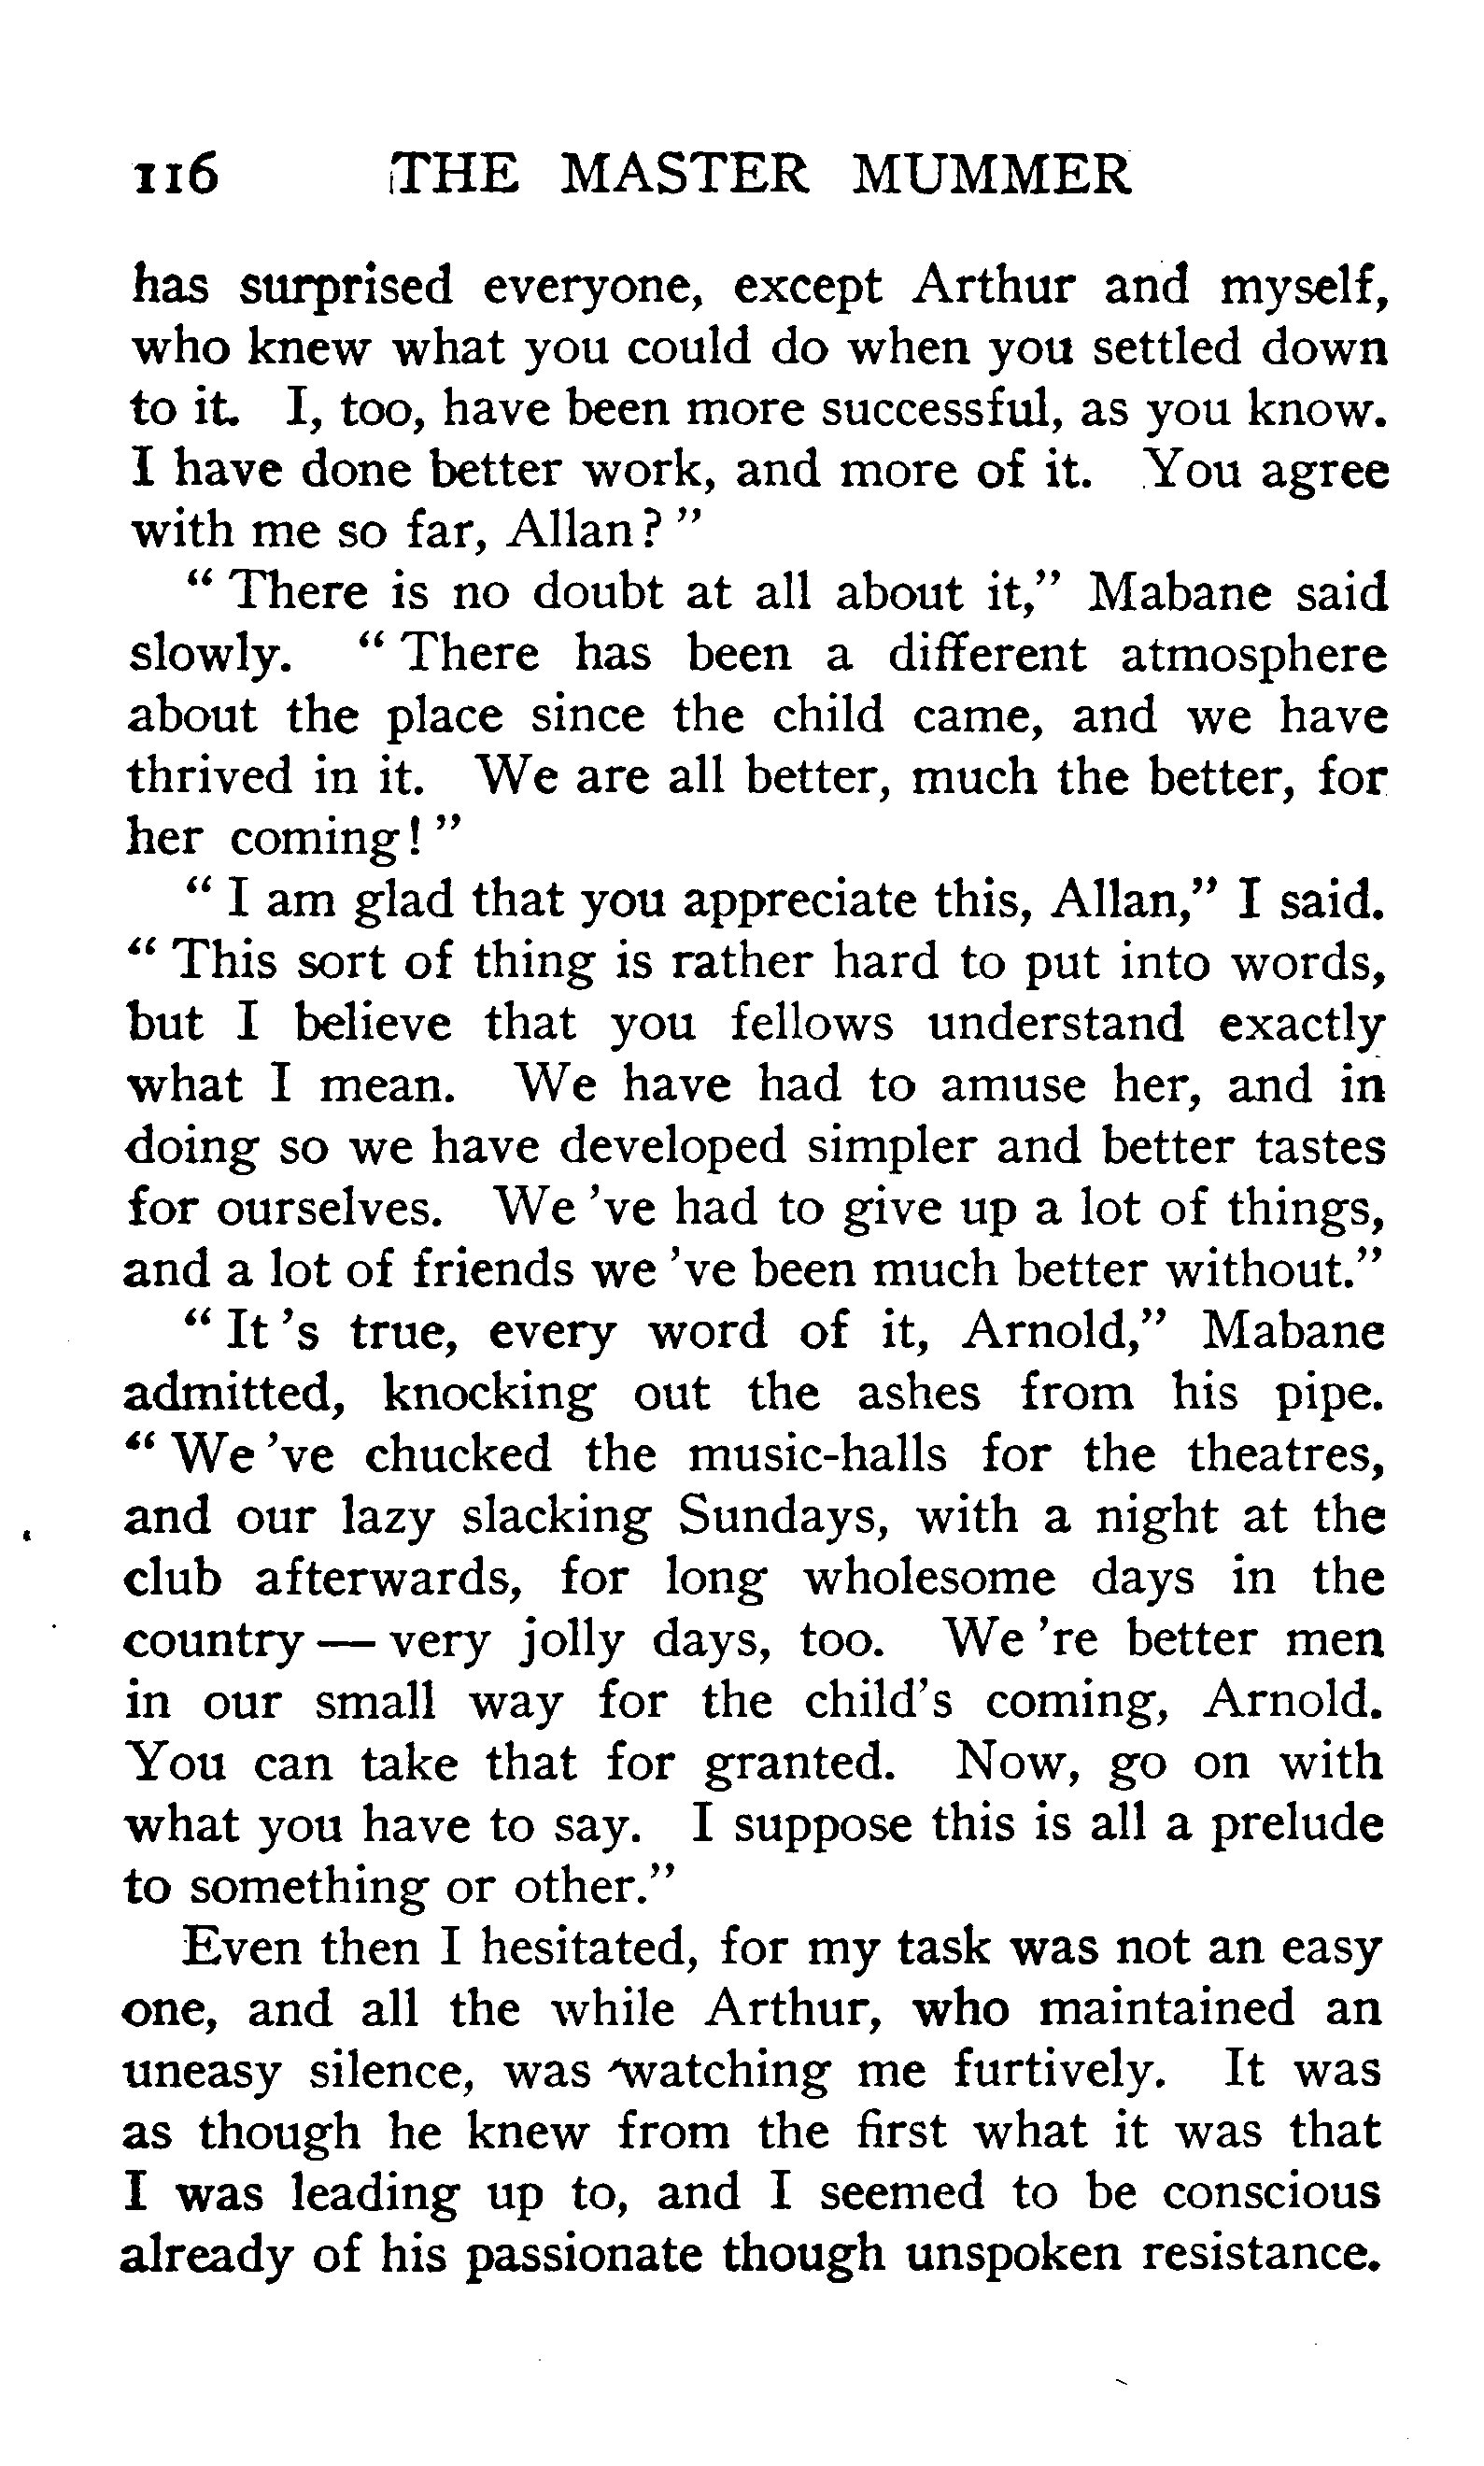 116 THE MASTER MUMMER
has surprised everyone, except Arthur and myself,
who knew what you could do when you settled down
to it. I, too, have been more successful, as you know.
I have done better work, and more of it. You agree
with me so far, Allan? "
" There is no doubt at all about it," Mabane said
slowly. " There has been a different atmosphere
about the place since the child came, and we have
thrived in it. We are all better, much the better, for
her coming! "
" I am glad that you appreciate this, Allan," I said.
" This sort of thing is rather hard to put into words,
but I believe that you fellows understand exactly
what I mean. We have had to amuse her, and in
doing so we have developed simpler and better tastes
for ourselves. We 've had to give up a lot of things,
and a lot of friends we 've been much better without."
" It 's true, every word of it, Arnold," Mabane
admitted, knocking out the ashes from his pipe.
" We 've chucked the music-halls for the theatres,
and our lazy slacking Sundays, with a night at the
club afterwards, for long wholesome days in the
country — very jolly days, too. We 're better men
in our small way for the child's coming, Arnold.
You can take that for granted. Now, go on with
what you have to say. I suppose this is all a prelude
to something or other."
Even then I hesitated, for my task was not an easy
one, and all the while Arthur, who maintained an
uneasy silence, was watching me furtively. It was
as though he knew from the first what it was that
I was leading up to, and I seemed to be conscious
already of his passionate though unspoken resistance.